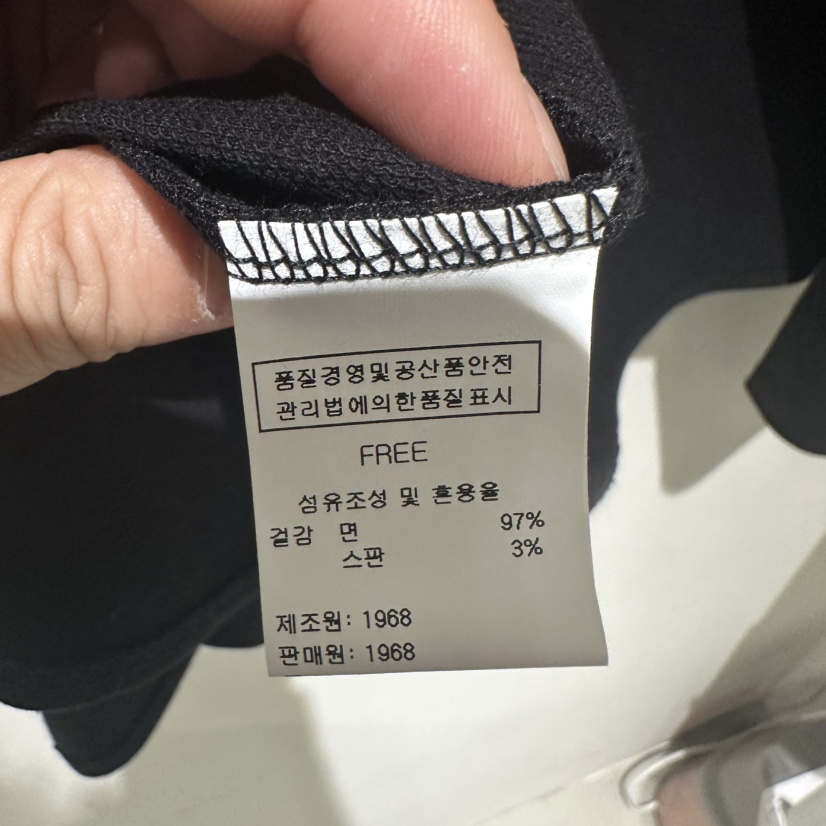 품질경영및공산품안전
관리법에의한품질표시
FREE
섬유조성 및 혼용율
겉감 면 97%
스판 3%
제조원: 1968
판매원: 1968